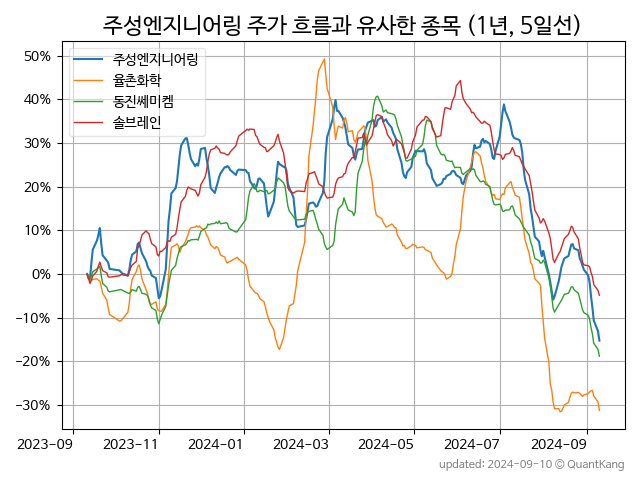 주성엔지니어링 주가 흐름과 유사한 종목 (1년, 5일선)
50%
40%
30%
20%
10%
0%
−10%
−20%
−30%
주성엔지니어링
율촌화학
동진쎄미켐
솔브레인
2023-09
2023-11
2024-01
2024-03
2024-05
2024-07
2024-09
updated: 2024-09-10 ⓒ QuantKang